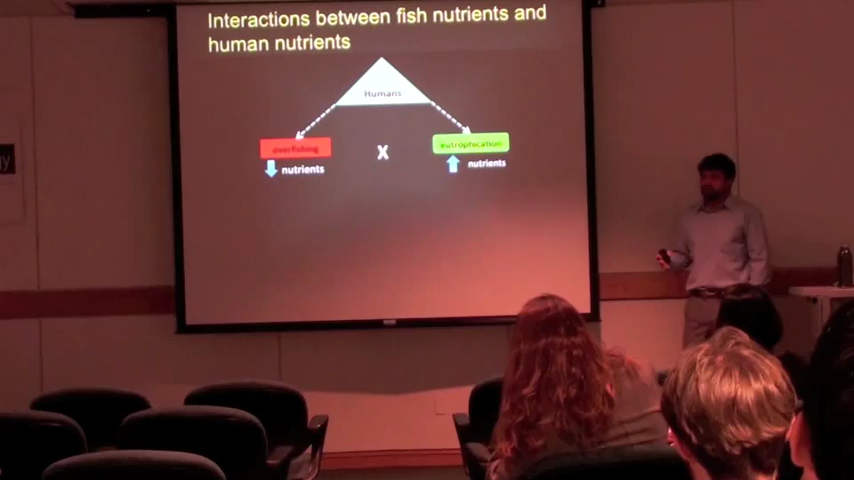 Interactions between fish nutrients and
human nutrients
Humans
overfishing
X
eutrophication
nutrients
nutrients